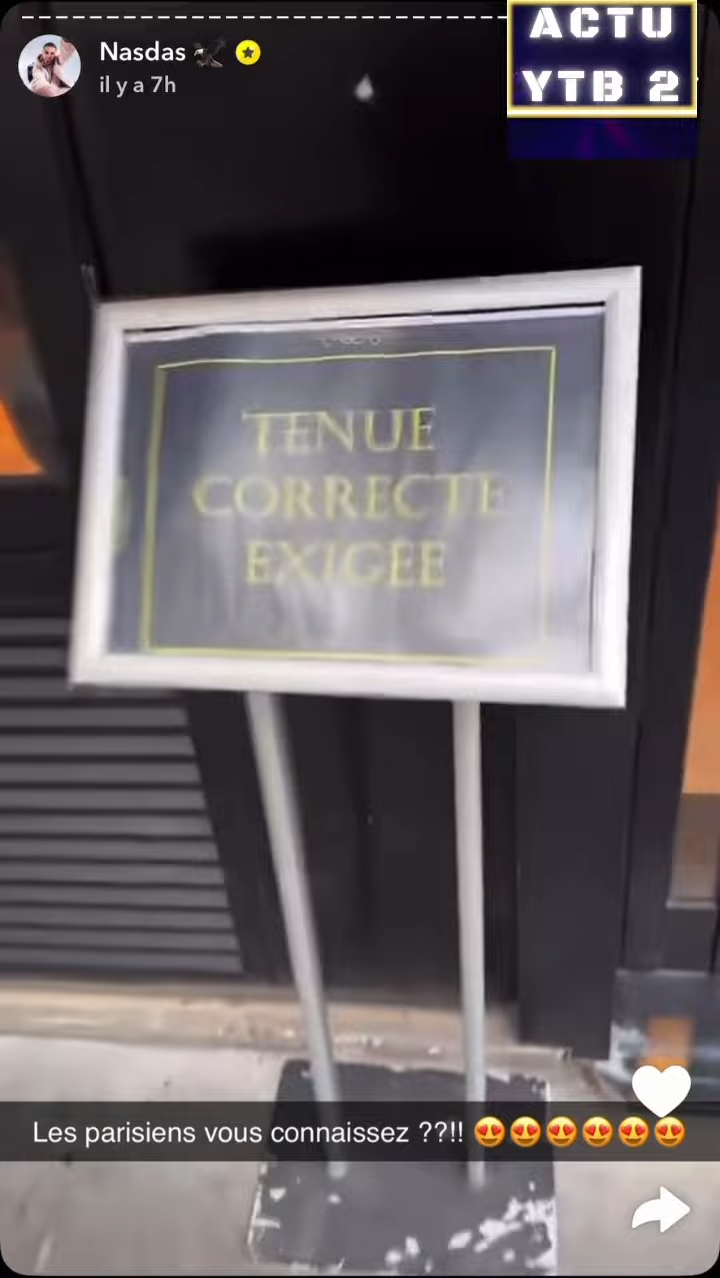 ACTU
YTB 2
Nasdas
il y a 7h
TENUE
CORRECTE
EXIGÉE
Les parisiens vous connaissez ??!! 😍😍😍😍😍😍